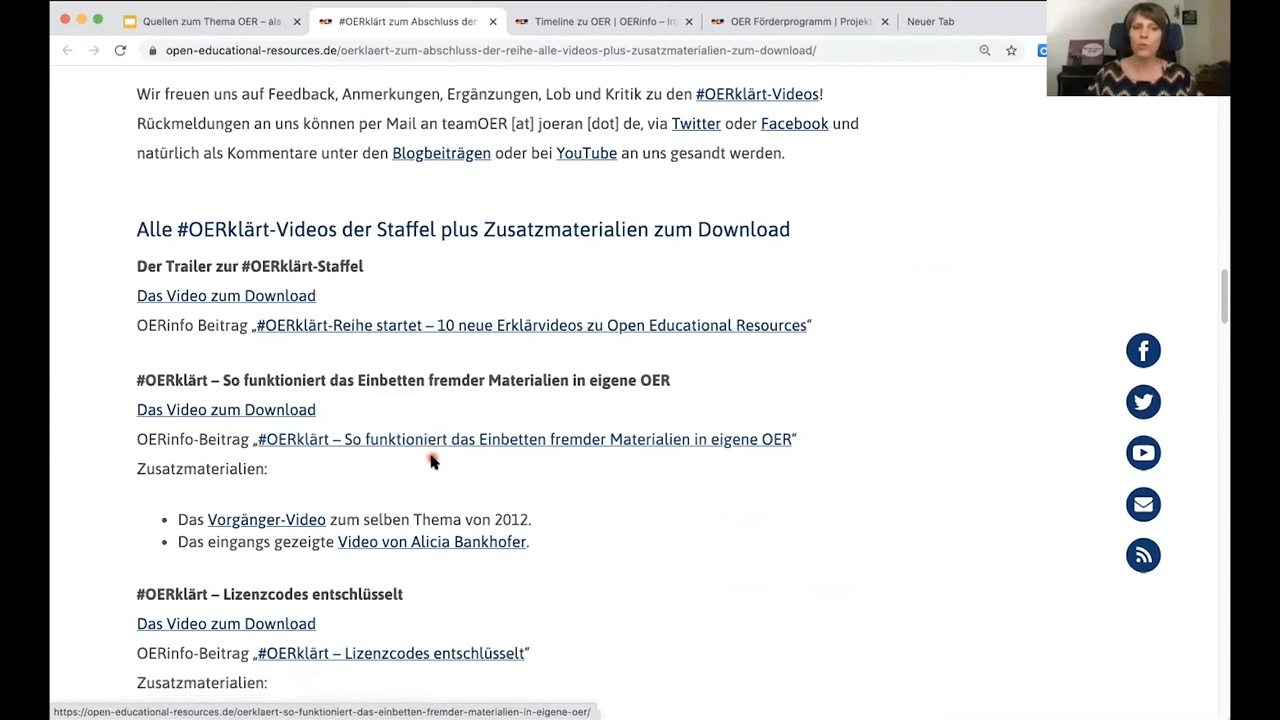 Quellen zum Thema OER – als
#OERklärt zum Abschluss der
Timeline zu OER | OERinfo – In
OER Förderprogramm | Projekt
Neuer Tab
open-educational-resources.de/oerklaert-zum-abschluss-der-reihe-alle-videos-plus-zusatzmaterialien-zum-download/
Wir freuen uns auf Feedback, Anmerkungen, Ergänzungen, Lob und Kritik zu den #OERklärt-Videos!
Rückmeldungen an uns können per Mail an teamOER [at] joeran [dot] de, via Twitter oder Facebook und
natürlich als Kommentare unter den Blogbeiträgen oder bei YouTube an uns gesandt werden.
Alle #OERklärt-Videos der Staffel plus Zusatzmaterialien zum Download
Der Trailer zur #OERklärt-Staffel
Das Video zum Download
OERinfo Beitrag „#OERklärt-Reihe startet – 10 neue Erklärvideos zu Open Educational Resources“
#OERklärt – So funktioniert das Einbetten fremder Materialien in eigene OER
Das Video zum Download
OERinfo-Beitrag „#OERklärt – So funktioniert das Einbetten fremder Materialien in eigene OER“
Zusatzmaterialien:
• Das Vorgänger-Video zum selben Thema von 2012.
• Das eingangs gezeigte Video von Alicia Bankhofer.
#OERklärt – Lizenzcodes entschlüsselt
Das Video zum Download
OERinfo-Beitrag „#OERklärt – Lizenzcodes entschlüsselt“
Zusatzmaterialien:
https://open-educational-resources.de/oerklaert-so-funktioniert-das-einbetten-fremder-materialien-in-eigene-oer/